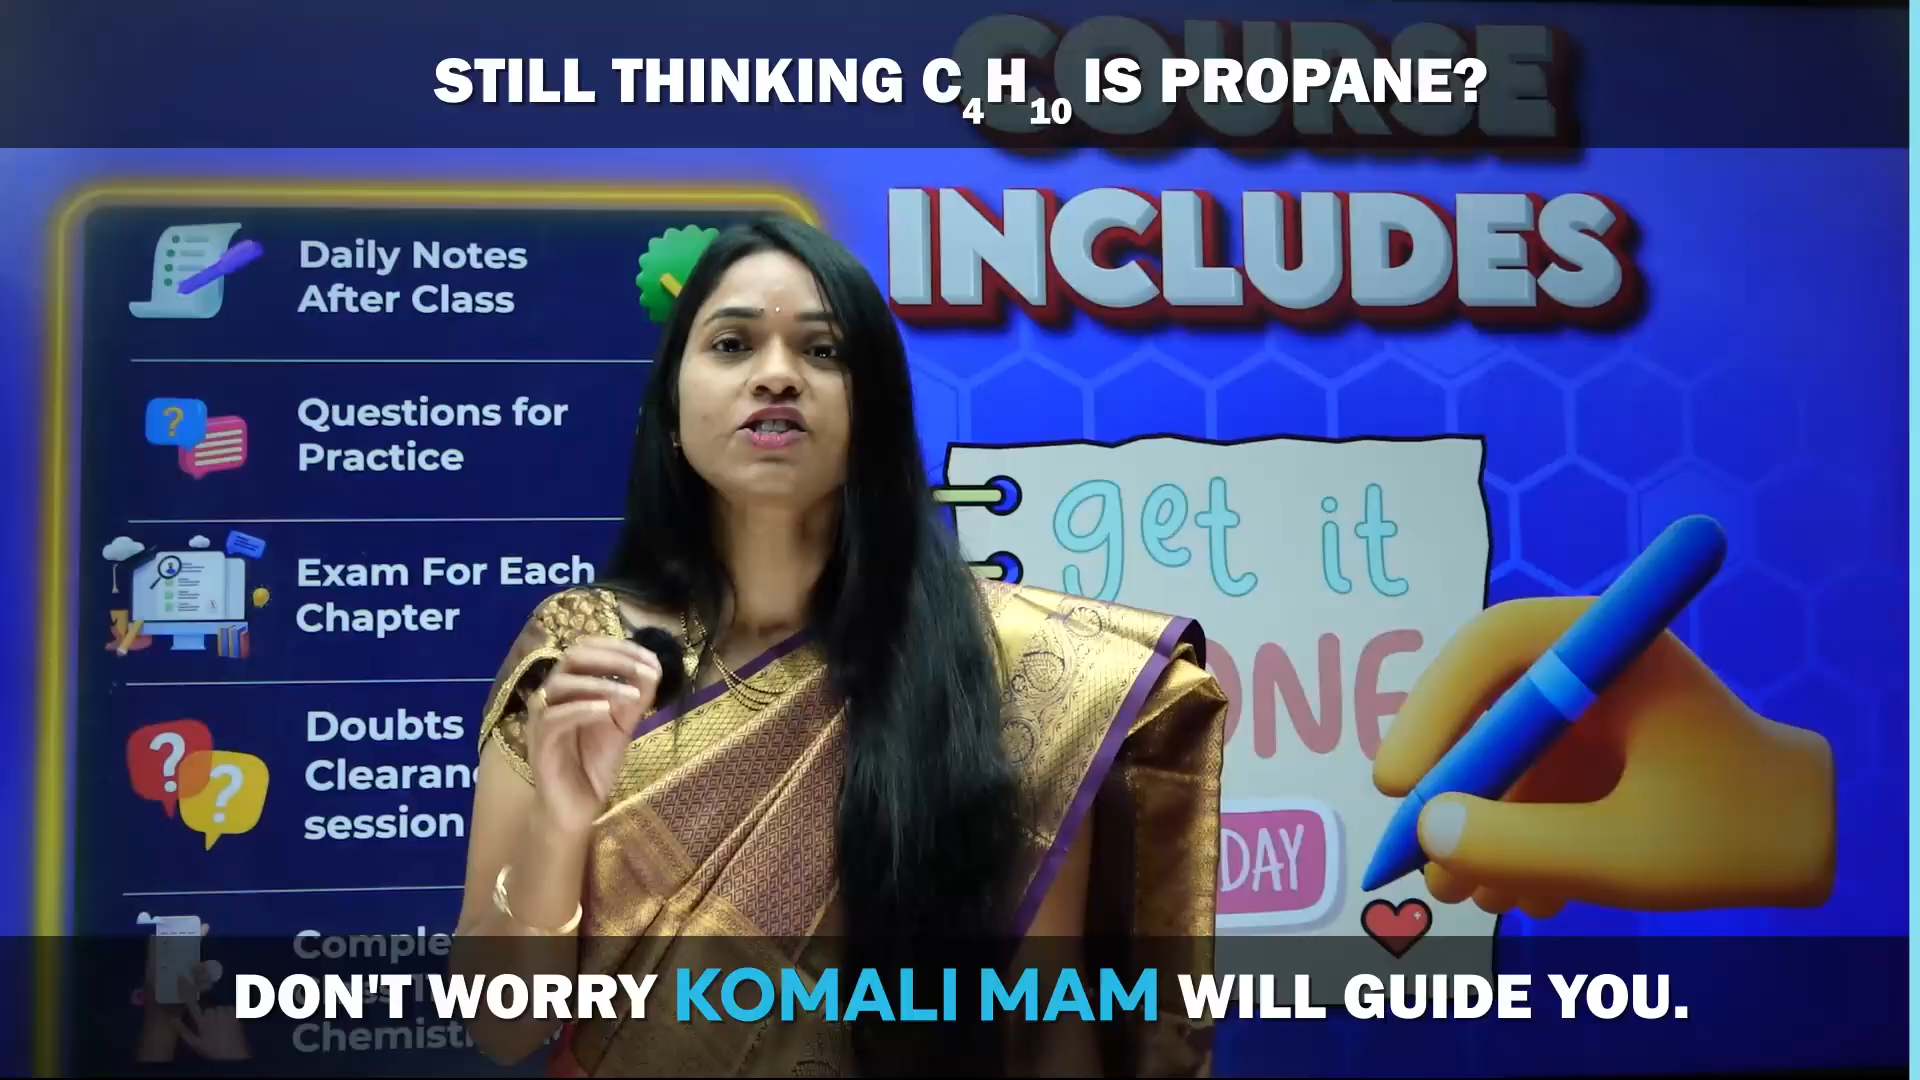 STILL THINKING C₄H₁₀ IS PROPANE?
COURSE
INCLUDES
Daily Notes
After Class
Questions for
Practice
Exam For Each
Chapter
Doubts
session
get it
DAY
DON'T WORRY KOMALI MAM WILL GUIDE YOU.